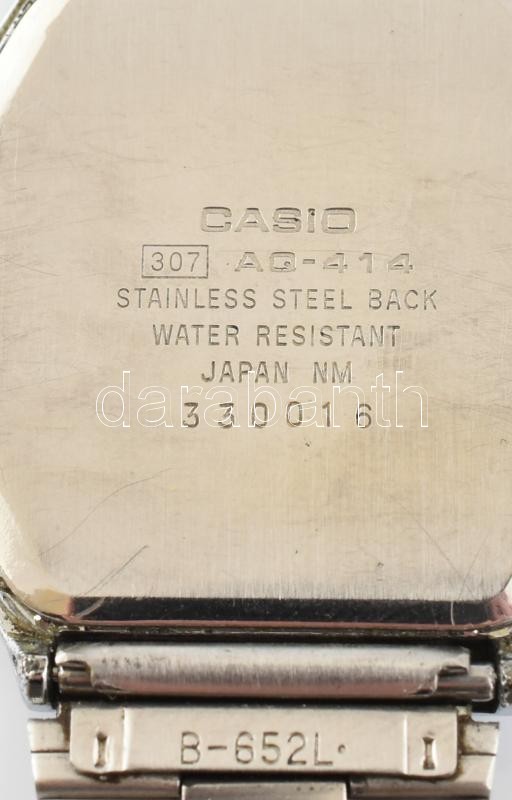 CASIO
307 AQ-414
STAINLESS STEEL BACK
WATER RESISTANT
JAPAN NM
darabanth
330016
B-652L